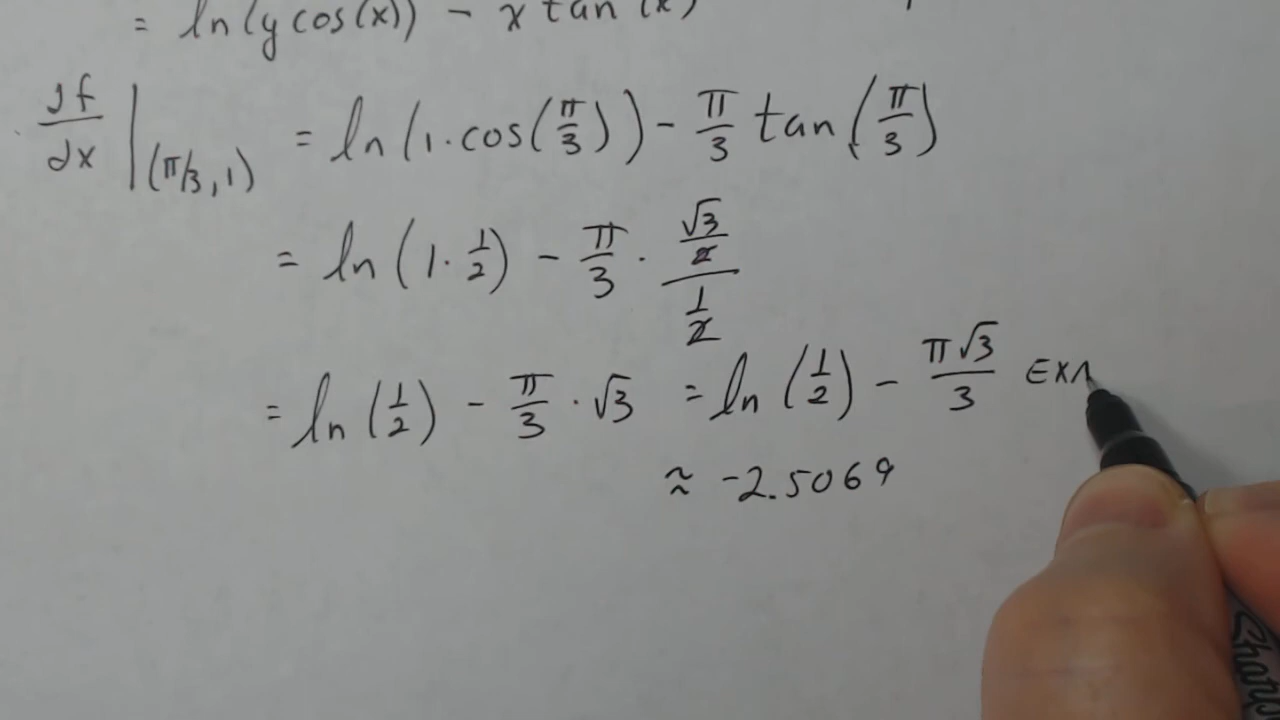 = ln(y cos(x)) - x tan(x)
∂f/∂x |(π/3, 1) = ln(1·cos(π/3)) - π/3 tan(π/3)
= ln(1·1/2) - π/3 · (√3/2)/(1/2)
= ln(1/2) - π/3 · √3 = ln(1/2) - π√3/3 EXA
≈ -2.5069
Sharp